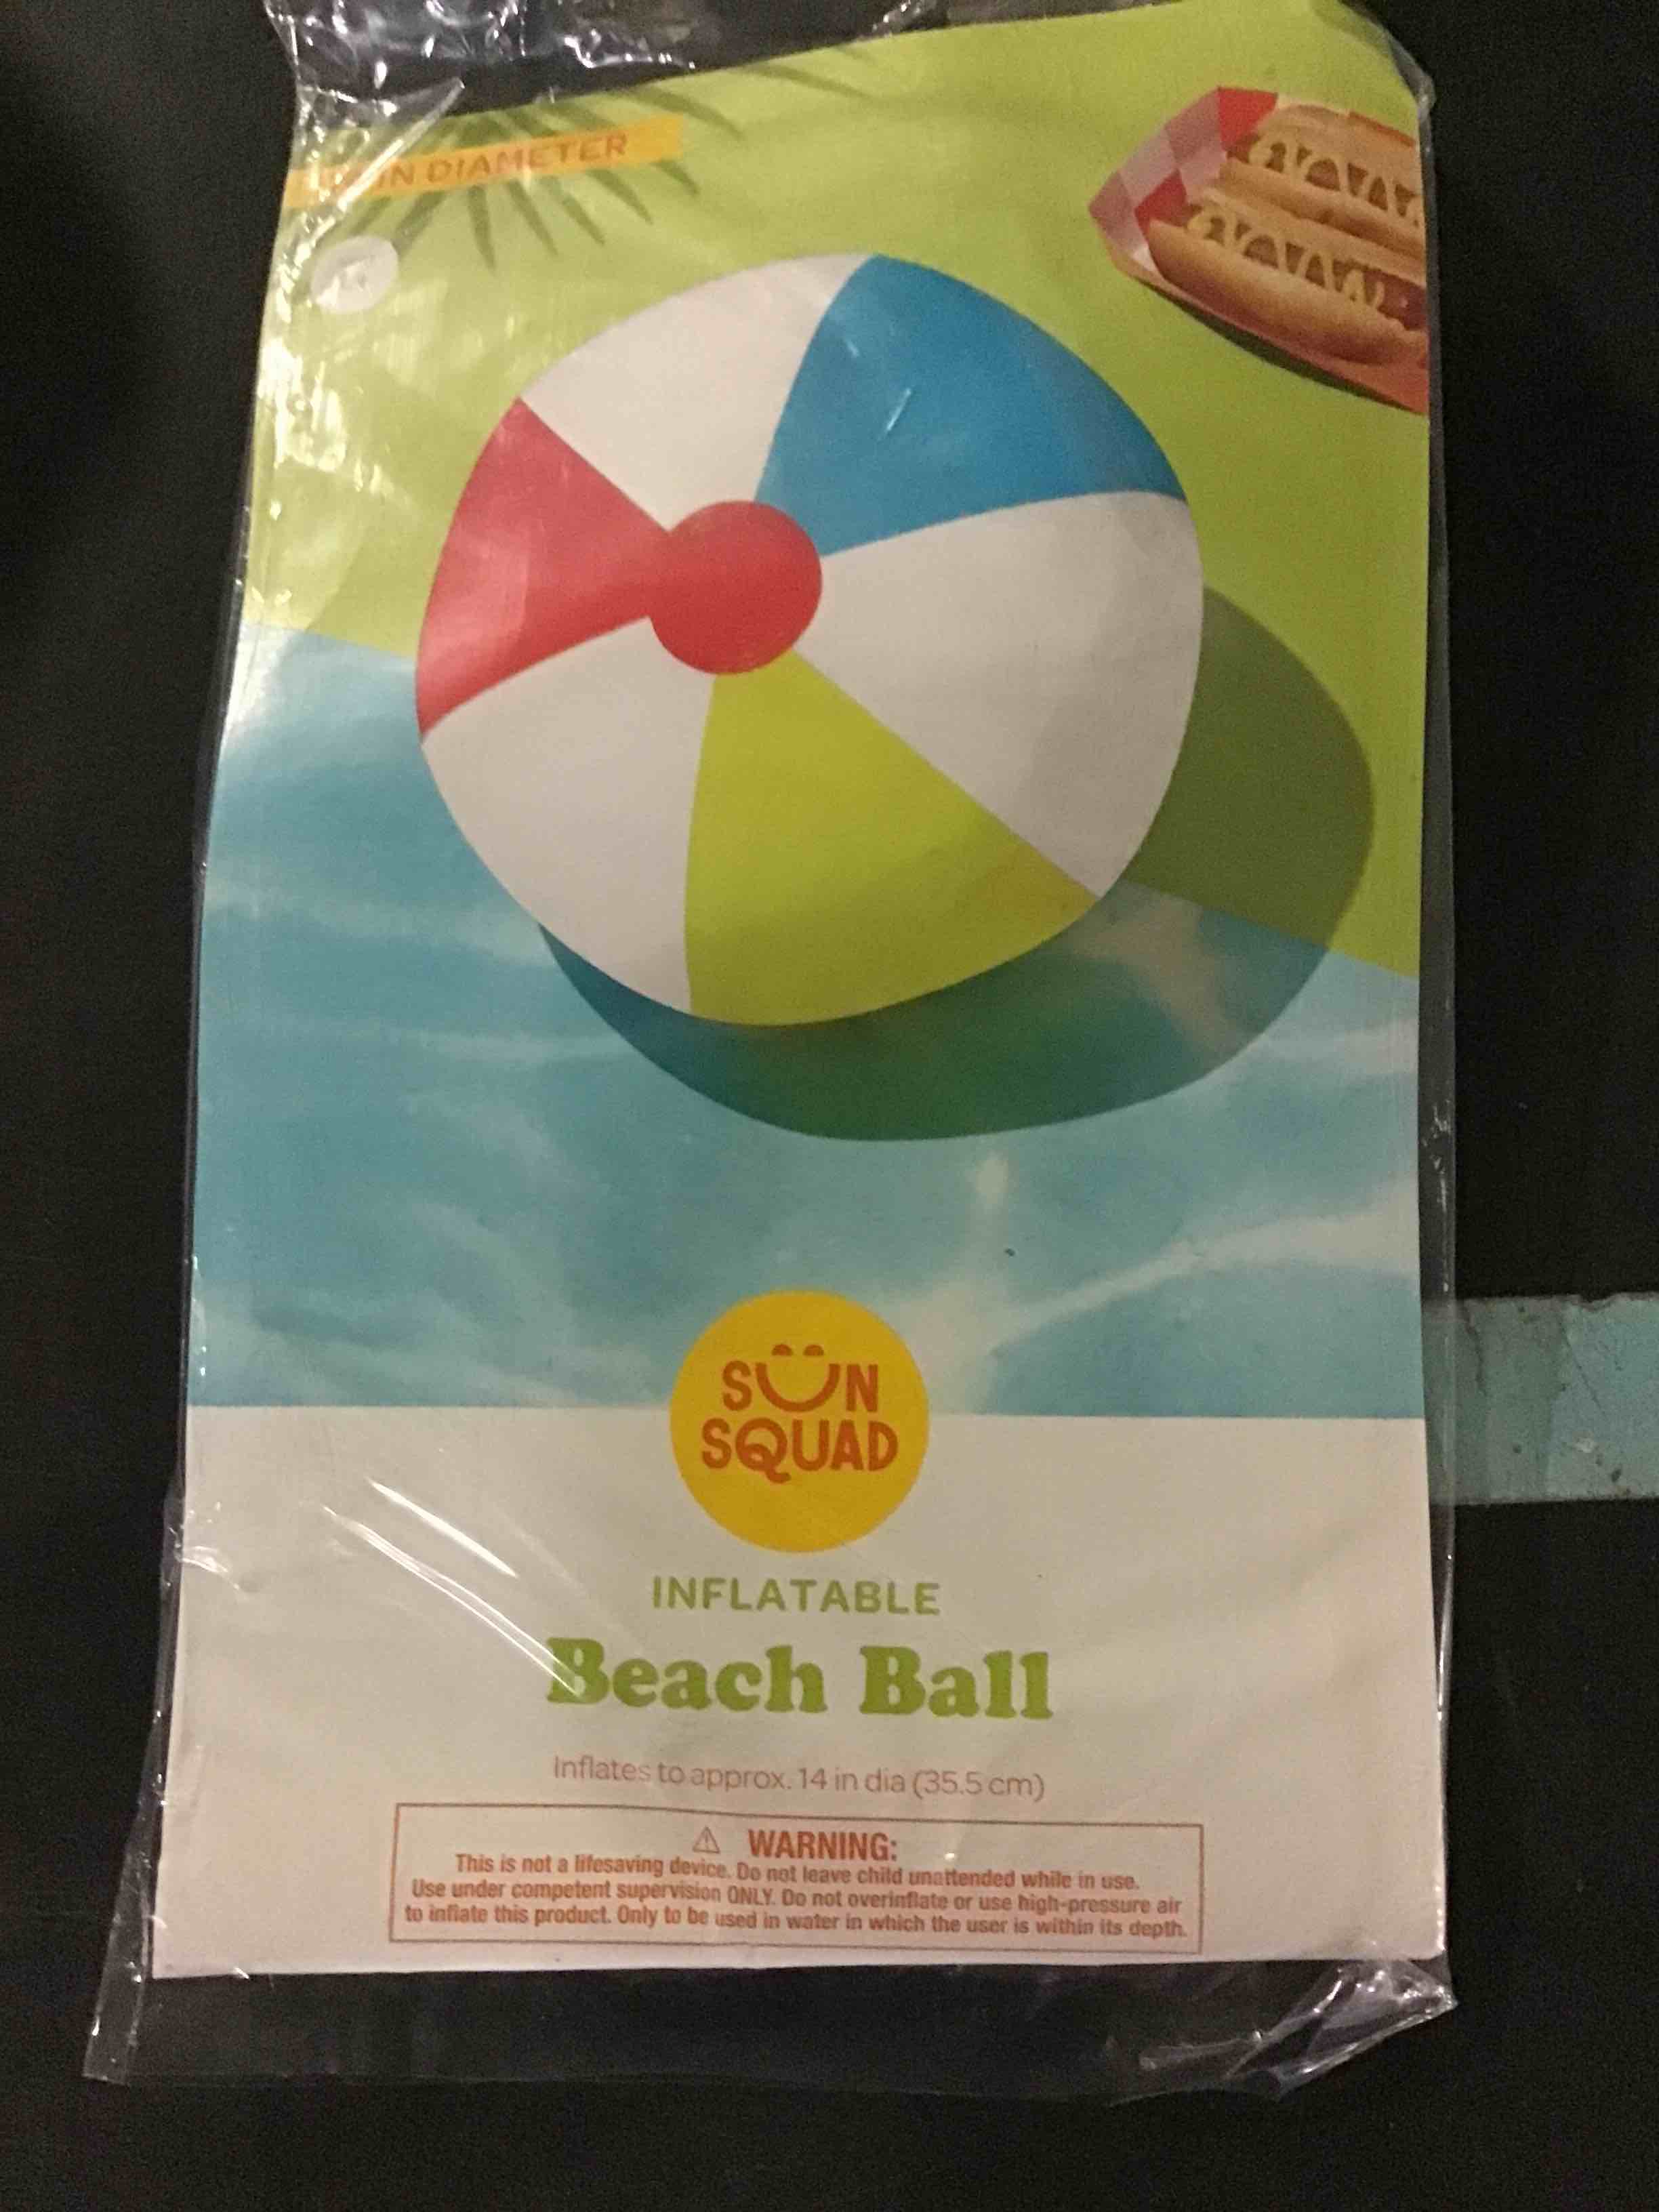 IN DIAMETER
SUN
SQUAD
INFLATABLE
Beach Ball
Inflates to approx. 14 in dia (35.5 cm)
⚠ WARNING:
This is not a lifesaving device. Do not leave child unattended while in use.
Use under competent supervision ONLY. Do not overinflate or use high-pressure air
to inflate this product. Only to be used in water in which the user is within its depth.